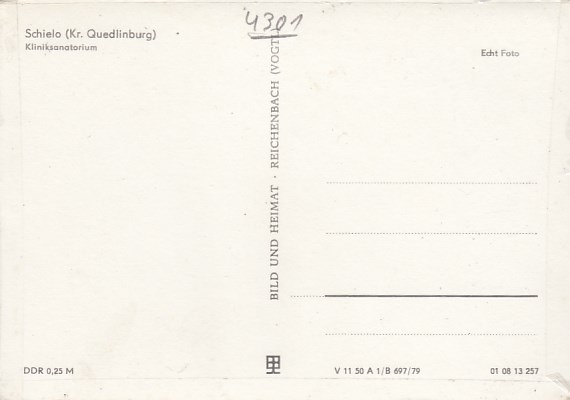 4301
Schielo (Kr. Quedlinburg)
Kliniksanatorium
Echt Foto
BILD UND HEIMAT · REICHENBACH (VOGT
DDR 0,25 M
V 11 50 A 1/B 697/79
01 08 13 257